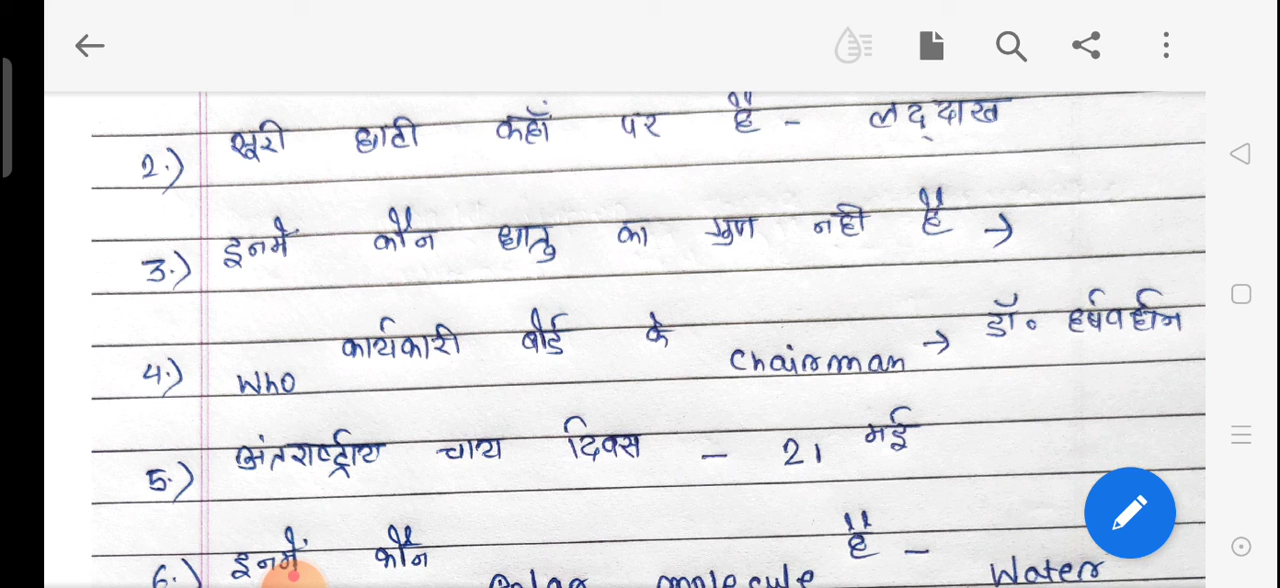 2.) श्रूरी घाटी कहाँ पर है - लद्दाख
3.) इनमें कौन धातु का गुण नही है →
4.) WHO कार्यकारी बोर्ड के Chairman → डॉ. हर्षवर्धन
5.) अंतराष्ट्रीय चाय दिवस - 21 मई
6.) इनमें कौन Polar molecule है - Water